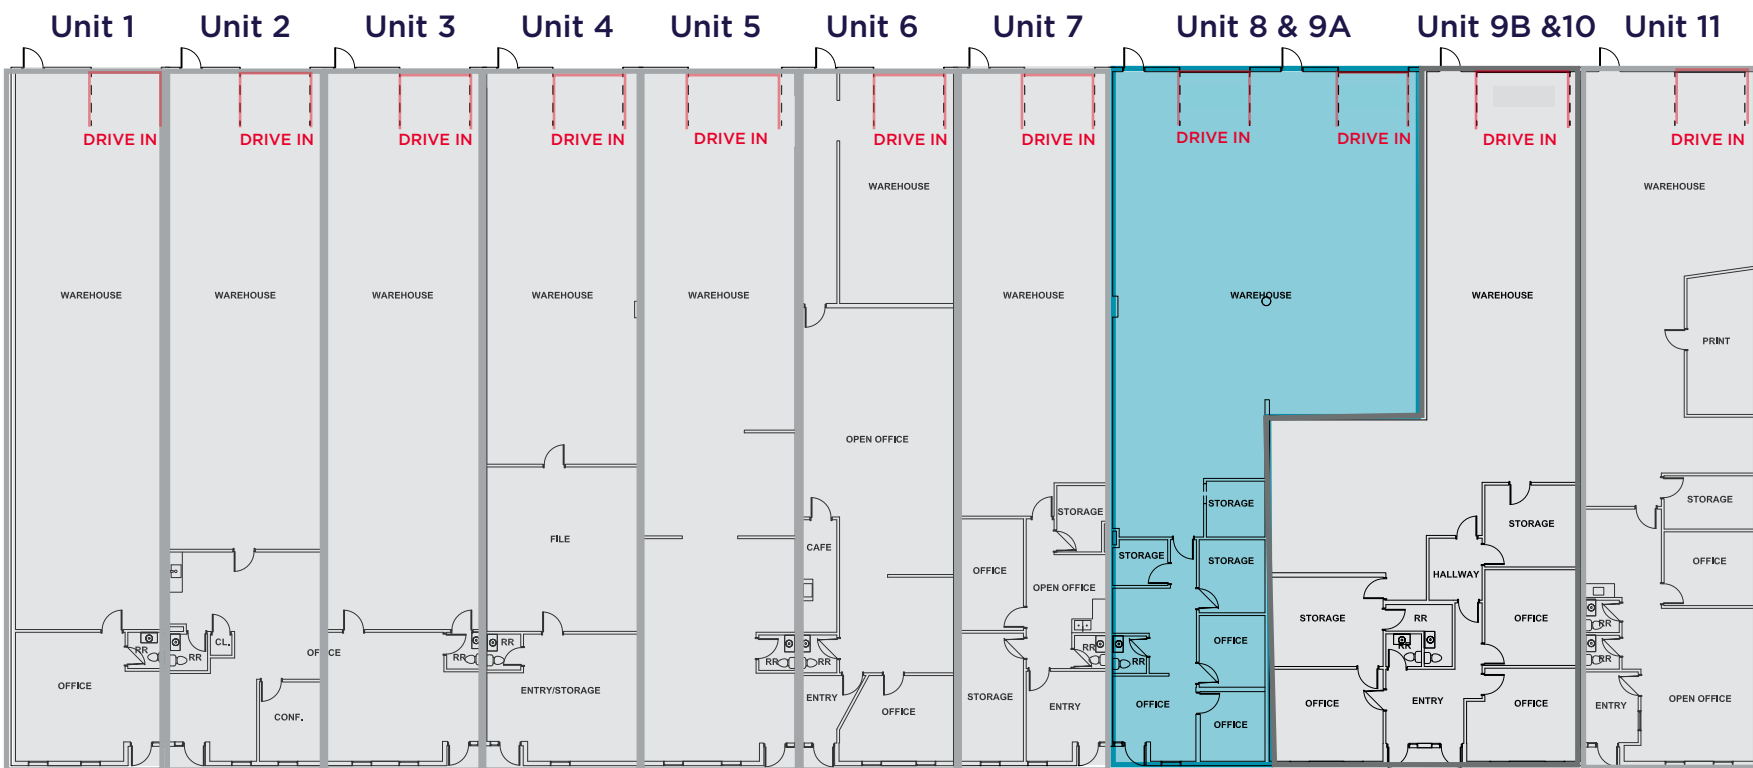 Unit 1
Unit 2
Unit 3
Unit 4
Unit 5
Unit 6
Unit 7
Unit 8 & 9A
Unit 9B &10
Unit 11
DRIVE IN
DRIVE IN
DRIVE IN
DRIVE IN
DRIVE IN
DRIVE IN
DRIVE IN
DRIVE IN
DRIVE IN
DRIVE IN
DRIVE IN
WAREHOUSE
WAREHOUSE
WAREHOUSE
WAREHOUSE
WAREHOUSE
WAREHOUSE
WAREHOUSE
WAREHOUSE
WAREHOUSE
WAREHOUSE
PRINT
OPEN OFFICE
STORAGE
STORAGE
STORAGE
STORAGE
FILE
CAFE
STORAGE
STORAGE
OFFICE
OFFICE
HALLWAY
OPEN OFFICE
STORAGE
OFFICE
RR
RR
CL.
OFFICE
RR
RR
RR
RR
RR
RR
OFFICE
RR
RR
RR
RR
OFFICE
ENTRY/STORAGE
ENTRY
OFFICE
STORAGE
ENTRY
OFFICE
OFFICE
OFFICE
ENTRY
OFFICE
ENTRY
OPEN OFFICE
CONF.